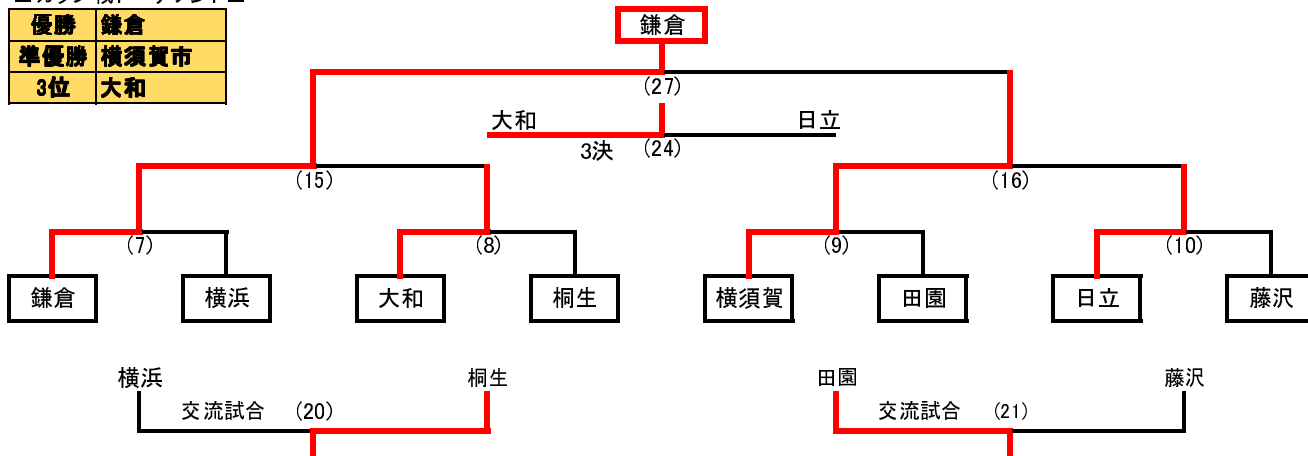 鎌倉
優勝 鎌倉
準優勝 横須賀市
3位 大和
(27)
大和 日立
3決 (24)
(15) (16)
(7) (8) (9) (10)
鎌倉 横浜 大和 桐生 横須賀 田園 日立 藤沢
横浜 桐生 田園 藤沢
交流試合 (20) 交流試合 (21)